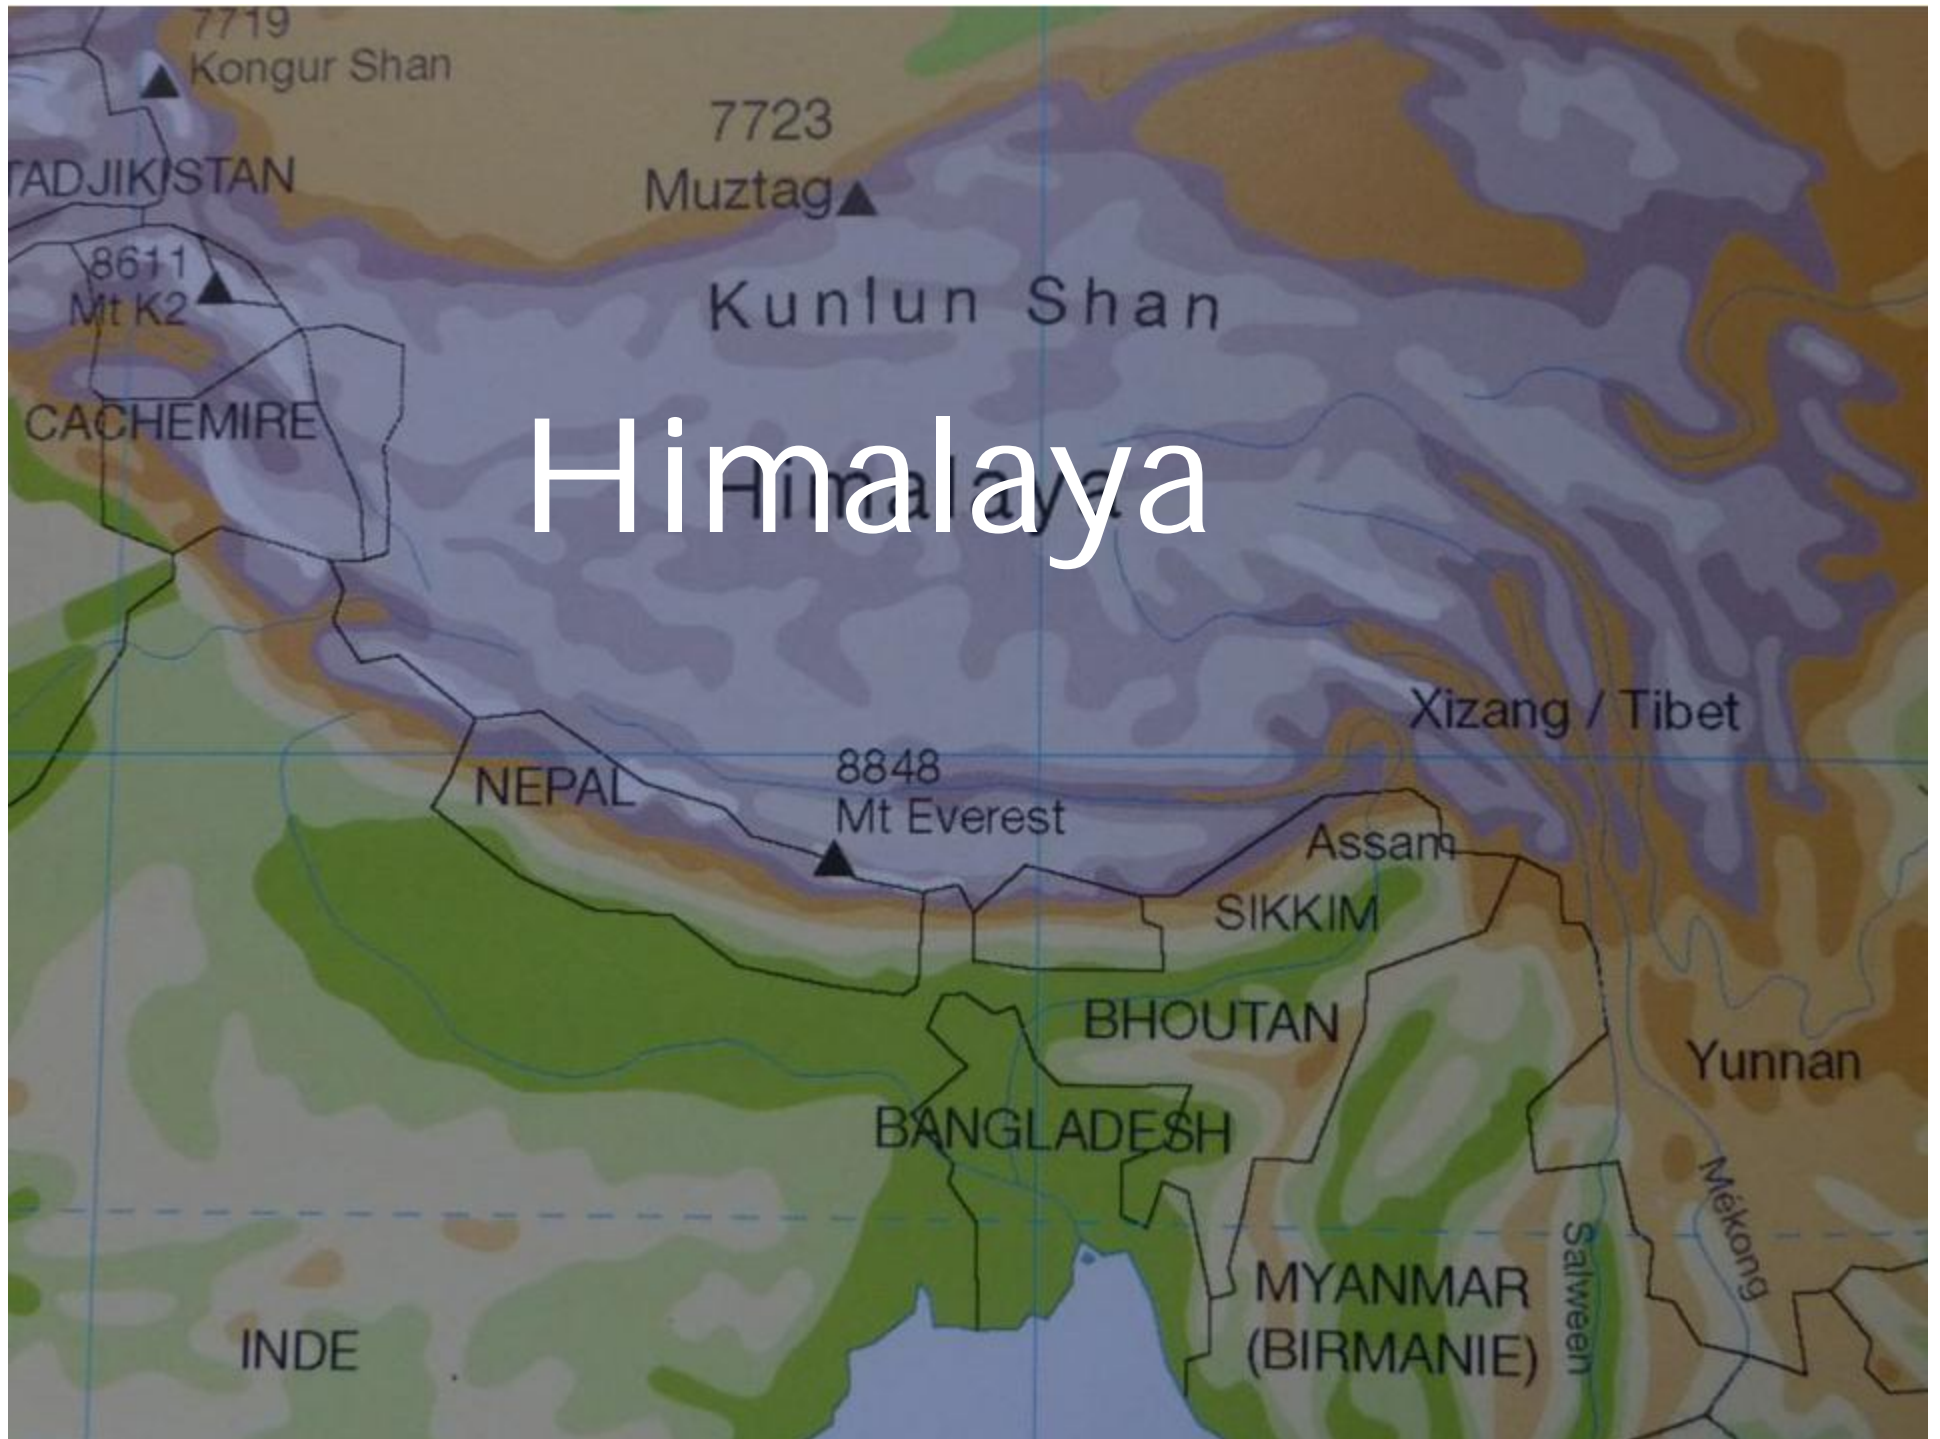 7719
Kongur Shan
7723
Muztag
TADJIKISTAN
8611
Mt K2
Kunlun Shan
CACHEMIRE
Himalaya
Himalaya
Xizang / Tibet
8848
Mt Everest
NEPAL
Assam
SIKKIM
BHOUTAN
Yunnan
BANGLADESH
Mékong
Salween
MYANMAR
(BIRMANIE)
INDE